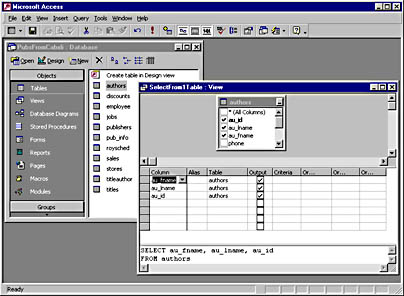 Microsoft Access
File Edit View Insert Query Tools Window Help
PubsFromCabdi : Database
Open Design New
Objects
Tables
Views
Database Diagrams
Stored Procedures
Forms
Reports
Pages
Macros
Modules
Groups
Create table in Design view
authors
discounts
employee
jobs
publishers
pub_info
roysched
sales
stores
titleauthor
titles
SelectFrom1Table : View
authors
* (All Columns)
au_id
au_lname
au_fname
phone
Column Alias Table Output Criteria Or... Or... Or...
au_fname authors
au_lname authors
au_id authors
SELECT au_fname, au_lname, au_id
FROM authors
Ready